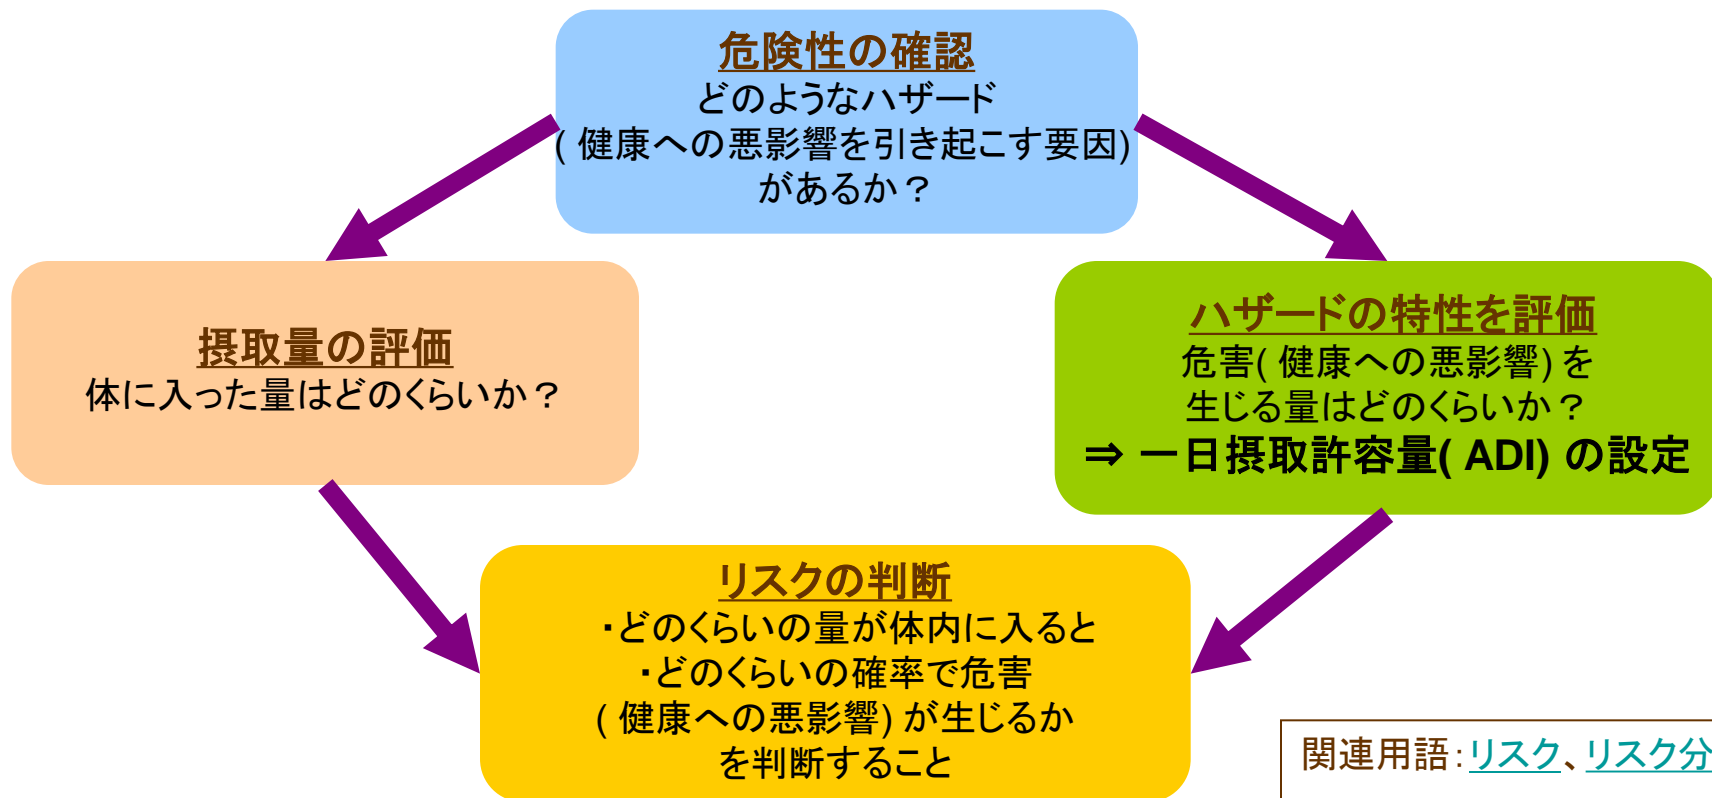 危険性の確認
どのようなハザード
(健康への悪影響を引き起こす要因)
があるか？
摂取量の評価
体に入った量はどのくらいか？
ハザードの特性を評価
危害(健康への悪影響)を
生じる量はどのくらいか？
⇒ 一日摂取許容量(ADI)の設定
リスクの判断
・どのくらいの量が体内に入ると
・どのくらいの確率で危害
(健康への悪影響)が生じるか
を判断すること
関連用語：リスク、リスク分